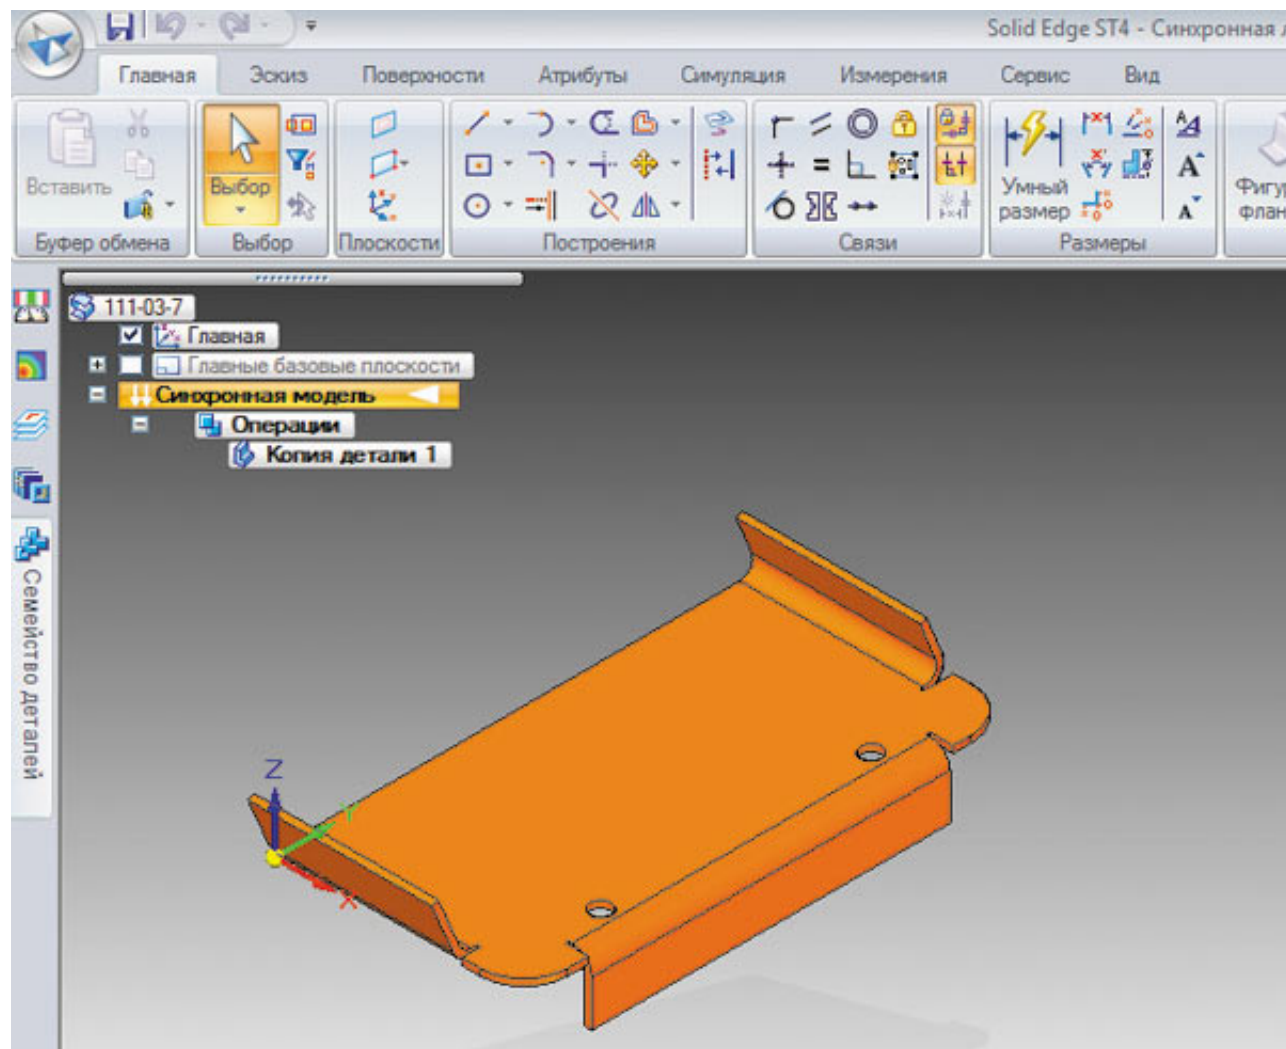 Solid Edge ST4 - Синхронная
Главная Эскиз Поверхности Атрибуты Симуляция Измерения Сервис Вид
Вставить Выбор Умный размер
Буфер обмена Выбор Плоскости Построения Связи Размеры
111-03-7
Главная
Главные базовые плоскости
Синхронная модель
Операции
Копия детали 1
Семейство деталей
Z
Y
X